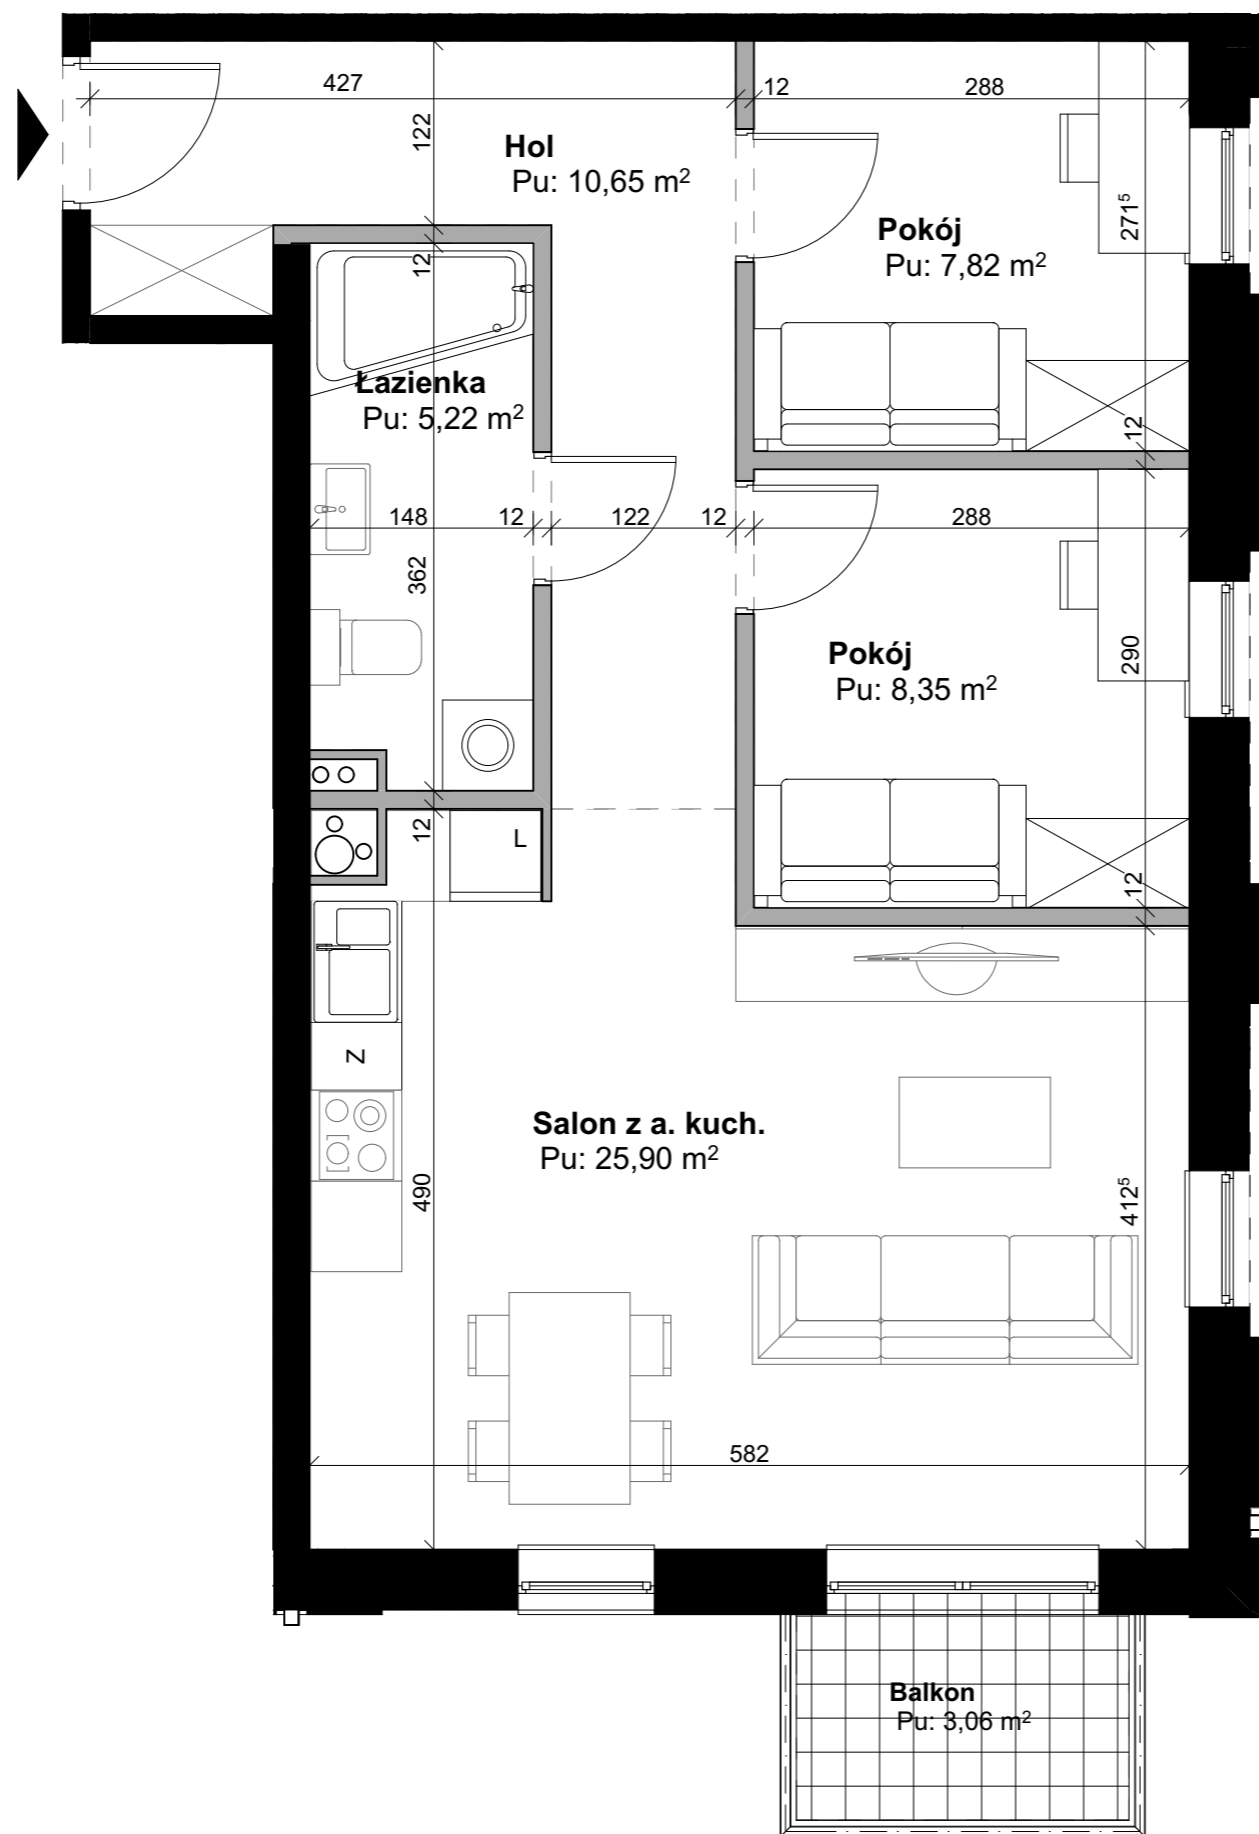 427
12
288
122
Hol
Pu: 10,65 m²
271⁵
Pokój
Pu: 7,82 m²
12
Łazienka
Pu: 5,22 m²
12
148
12
122
12
288
362
290
Pokój
Pu: 8,35 m²
12
L
12
Z
Salon z a. kuch.
Pu: 25,90 m²
490
412⁵
582
Balkon
Pu: 3,06 m²